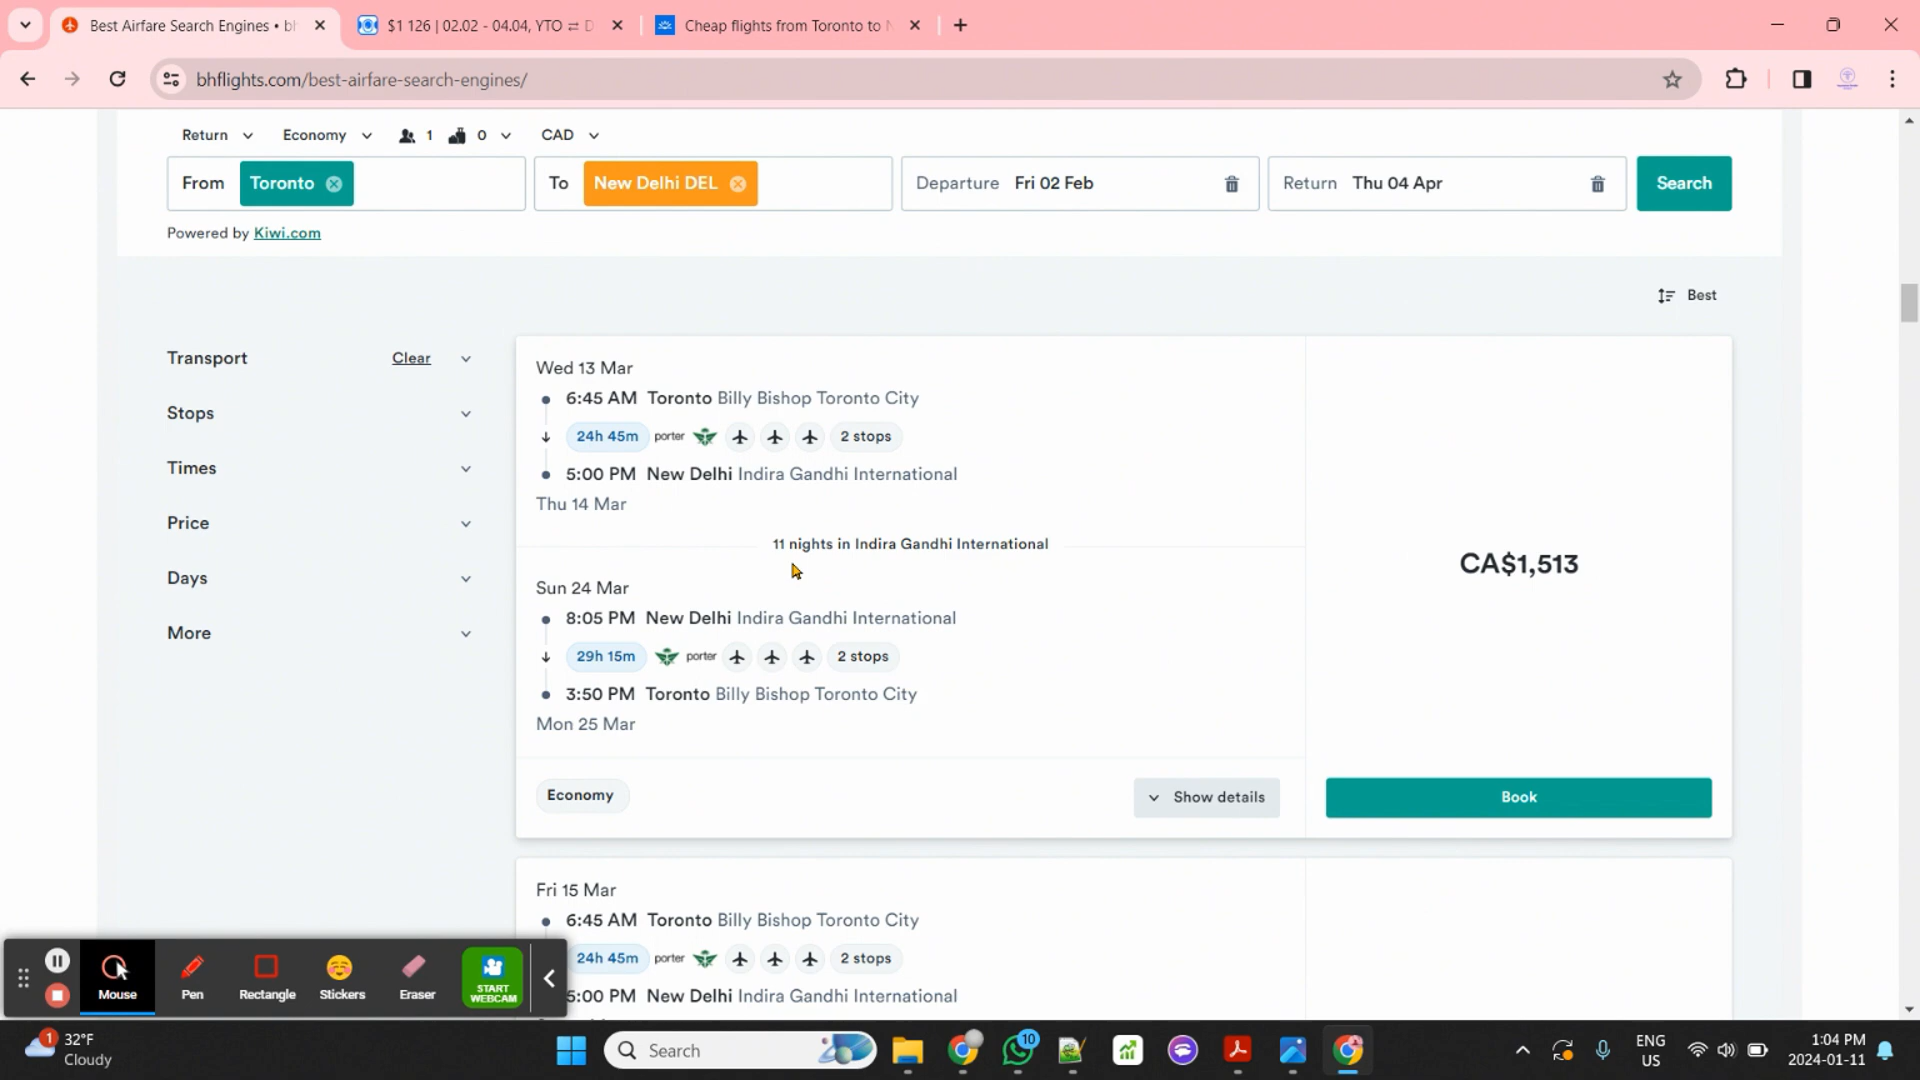 Best Airfare Search Engines • bh
$1 126 | 02.02 - 04.04, YTO ⇄ D
Cheap flights from Toronto to N
bhflights.com/best-airfare-search-engines/
Return Economy 1 0 CAD
From Toronto To New Delhi DEL Departure Fri 02 Feb Return Thu 04 Apr Search
Powered by Kiwi.com
Best
Transport Clear
Stops
Times
Price
Days
More
Wed 13 Mar
6:45 AM Toronto Billy Bishop Toronto City
24h 45m porter 2 stops
5:00 PM New Delhi Indira Gandhi International
Thu 14 Mar
11 nights in Indira Gandhi International
Sun 24 Mar
8:05 PM New Delhi Indira Gandhi International
29h 15m porter 2 stops
3:50 PM Toronto Billy Bishop Toronto City
Mon 25 Mar
CA$1,513
Economy Show details Book
Fri 15 Mar
6:45 AM Toronto Billy Bishop Toronto City
24h 45m porter 2 stops
5:00 PM New Delhi Indira Gandhi International
Mouse Pen Rectangle Stickers Eraser START
WEBCAM
1 32°F
Cloudy
Search
10
ENG
US
1:04 PM
2024-01-11